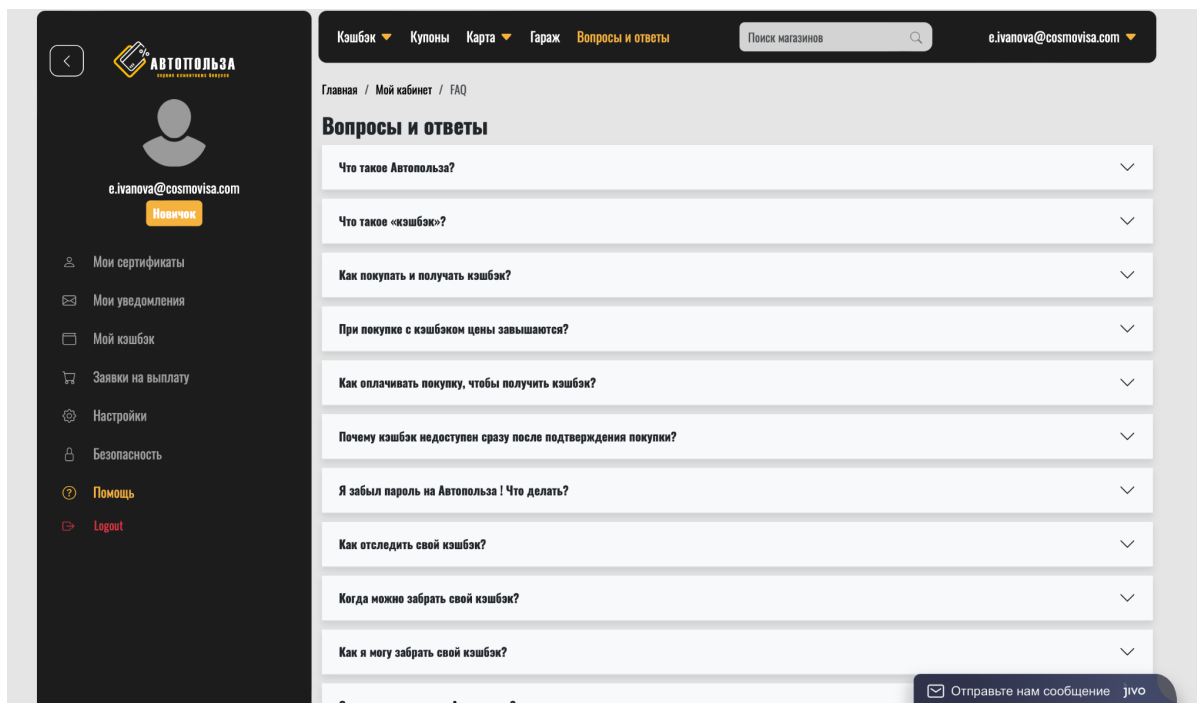 АВТОПОЛЬЗА
сервис клиентских бонусов
e.ivanova@cosmovisa.com
Новичок
Мои сертификаты
Мои уведомления
Мой кэшбэк
Заявки на выплату
Настройки
Безопасность
Помощь
Logout
Кэшбэк Купоны Карта Гараж Вопросы и ответы Поиск магазинов e.ivanova@cosmovisa.com
Главная / Мой кабинет / FAQ
Вопросы и ответы
Что такое Автопольза?
Что такое «кэшбэк»?
Как покупать и получать кэшбэк?
При покупке с кэшбэком цены завышаются?
Как оплачивать покупку, чтобы получить кэшбэк?
Почему кэшбэк недоступен сразу после подтверждения покупки?
Я забыл пароль на Автопольза ! Что делать?
Как отследить свой кэшбэк?
Когда можно забрать свой кэшбэк?
Как я могу забрать свой кэшбэк?
Отправьте нам сообщение jivo